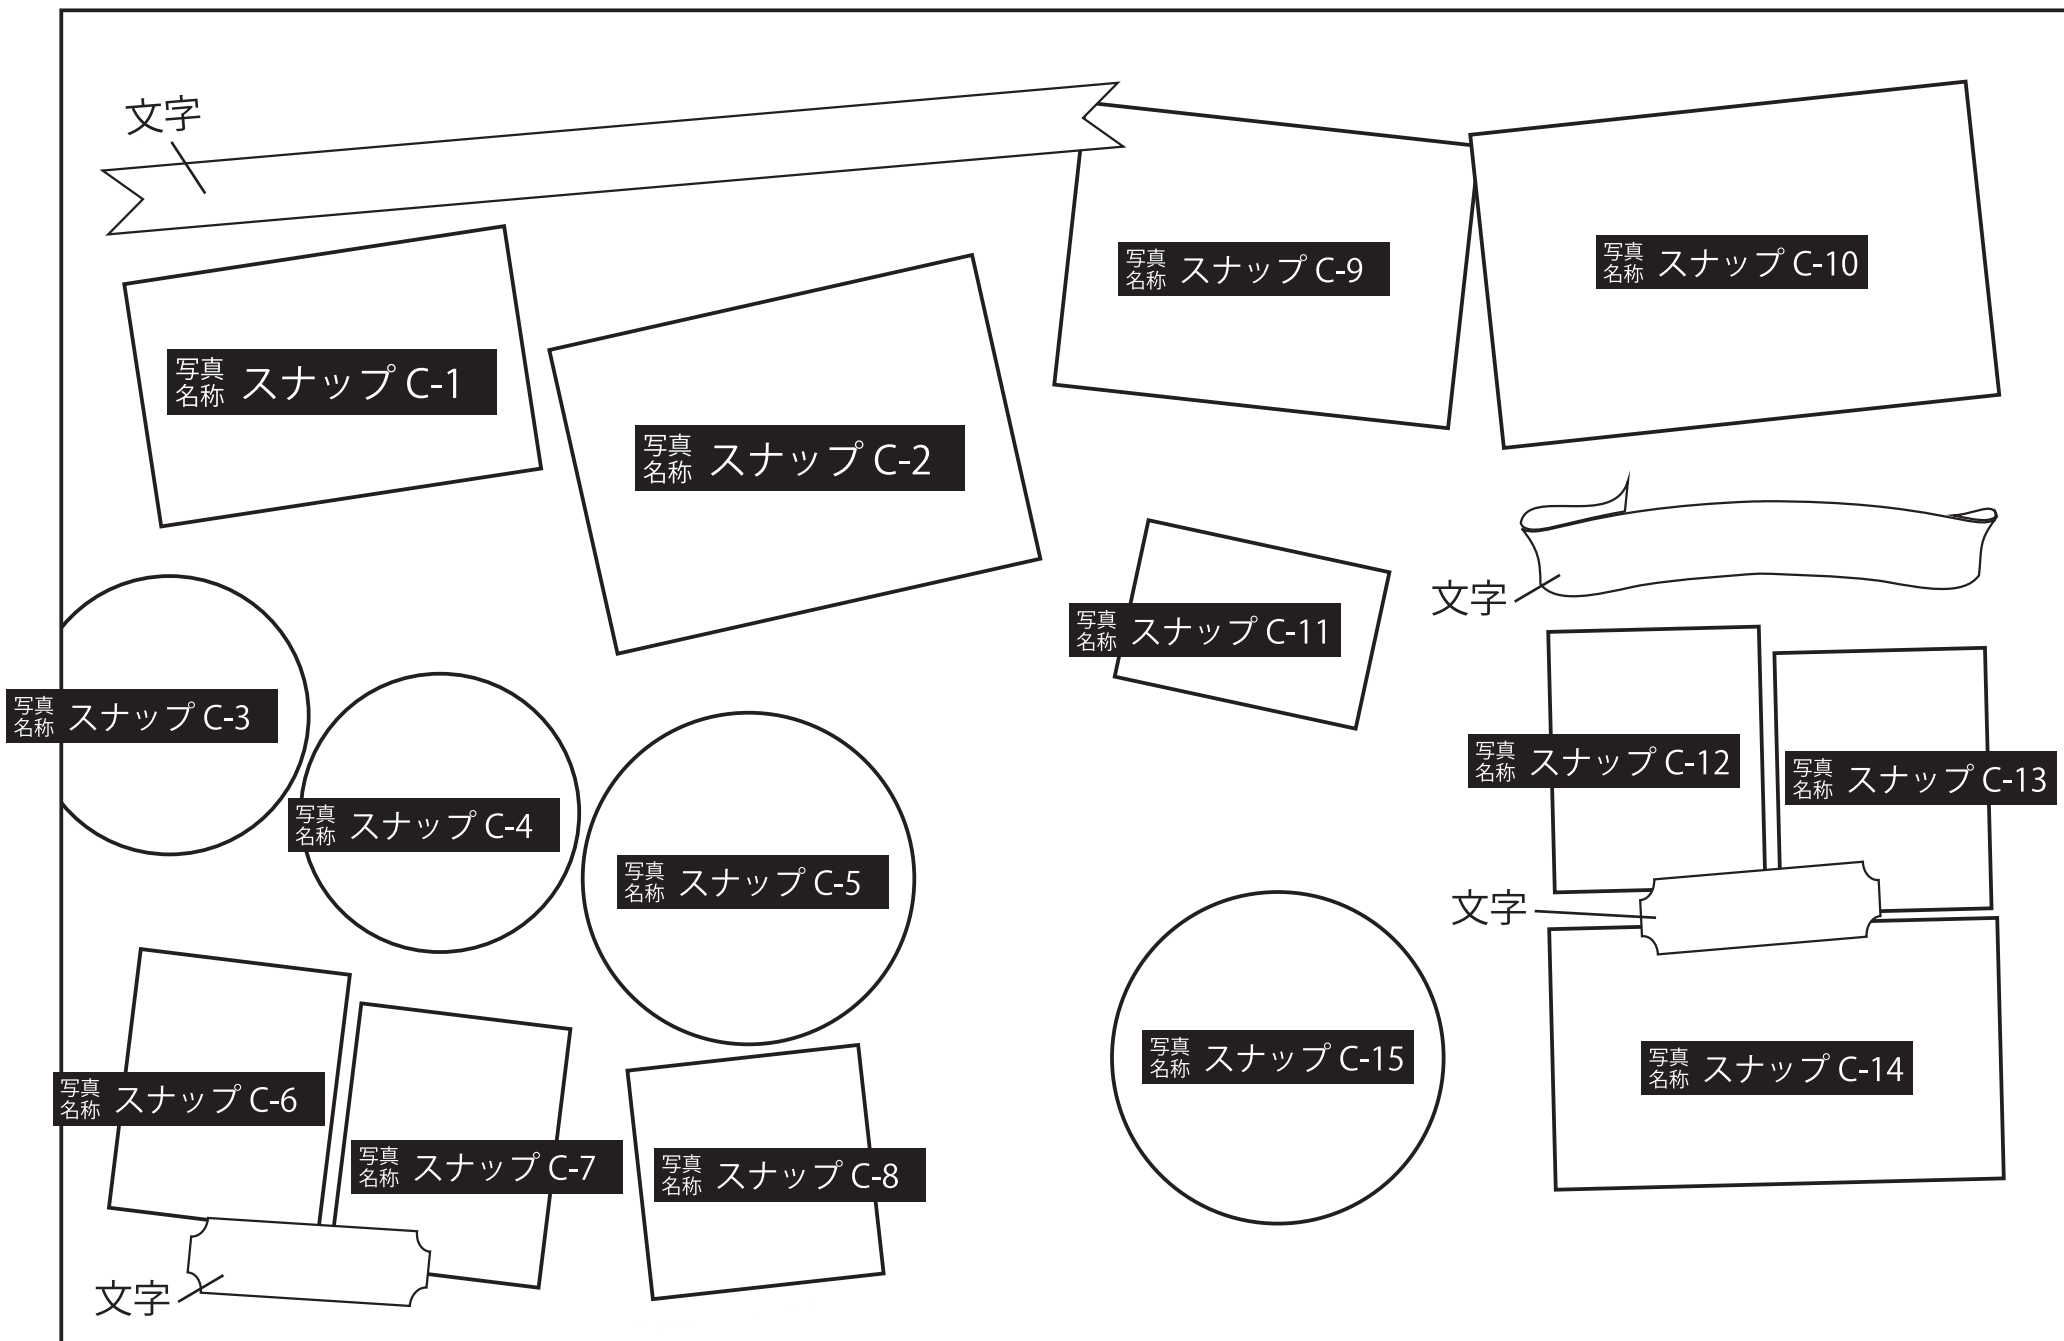 文字
写真
名称 スナップ C-1
写真
名称 スナップ C-2
写真
名称 スナップ C-3
写真
名称 スナップ C-4
写真
名称 スナップ C-5
写真
名称 スナップ C-6
写真
名称 スナップ C-7
写真
名称 スナップ C-8
文字
写真
名称 スナップ C-9
写真
名称 スナップ C-10
写真
名称 スナップ C-11
文字
写真
名称 スナップ C-12
写真
名称 スナップ C-13
文字
写真
名称 スナップ C-14
写真
名称 スナップ C-15